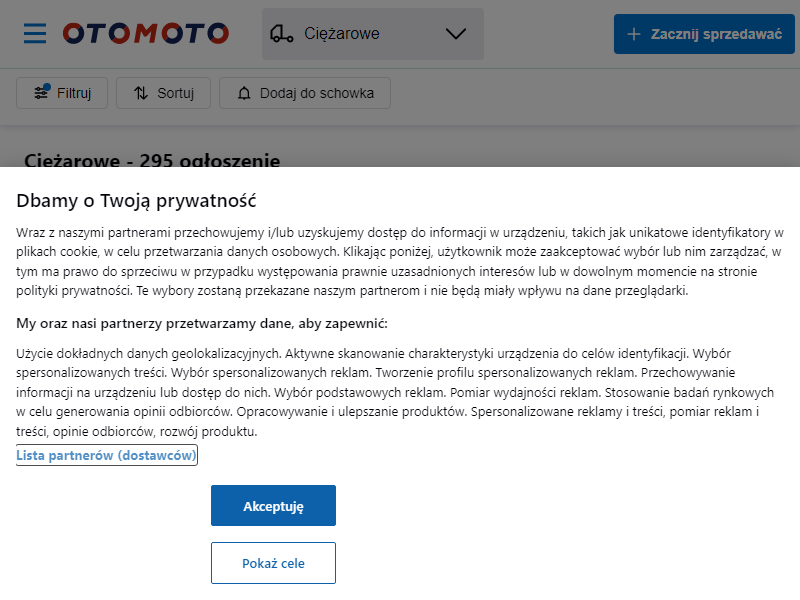 OTOMOTO
Ciężarowe
Zacznij sprzedawać
Filtruj
Sortuj
Dodaj do schowka
Ciężarowe - 295 ogłoszenie
Dbamy o Twoją prywatność
Wraz z naszymi partnerami przechowujemy i/lub uzyskujemy dostęp do informacji w urządzeniu, takich jak unikatowe identyfikatory w
plikach cookie, w celu przetwarzania danych osobowych. Klikając poniżej, użytkownik może zaakceptować wybór lub nim zarządzać, w
tym ma prawo do sprzeciwu w przypadku występowania prawnie uzasadnionych interesów lub w dowolnym momencie na stronie
polityki prywatności. Te wybory zostaną przekazane naszym partnerom i nie będą miały wpływu na dane przeglądarki.
My oraz nasi partnerzy przetwarzamy dane, aby zapewnić:
Użycie dokładnych danych geolokalizacyjnych. Aktywne skanowanie charakterystyki urządzenia do celów identyfikacji. Wybór
spersonalizowanych treści. Wybór spersonalizowanych reklam. Tworzenie profilu spersonalizowanych reklam. Przechowywanie
informacji na urządzeniu lub dostęp do nich. Wybór podstawowych reklam. Pomiar wydajności reklam. Stosowanie badań rynkowych
w celu generowania opinii odbiorców. Opracowywanie i ulepszanie produktów. Spersonalizowane reklamy i treści, pomiar reklam i
treści, opinie odbiorców, rozwój produktu.
Lista partnerów (dostawców)
Akceptuję
Pokaż cele